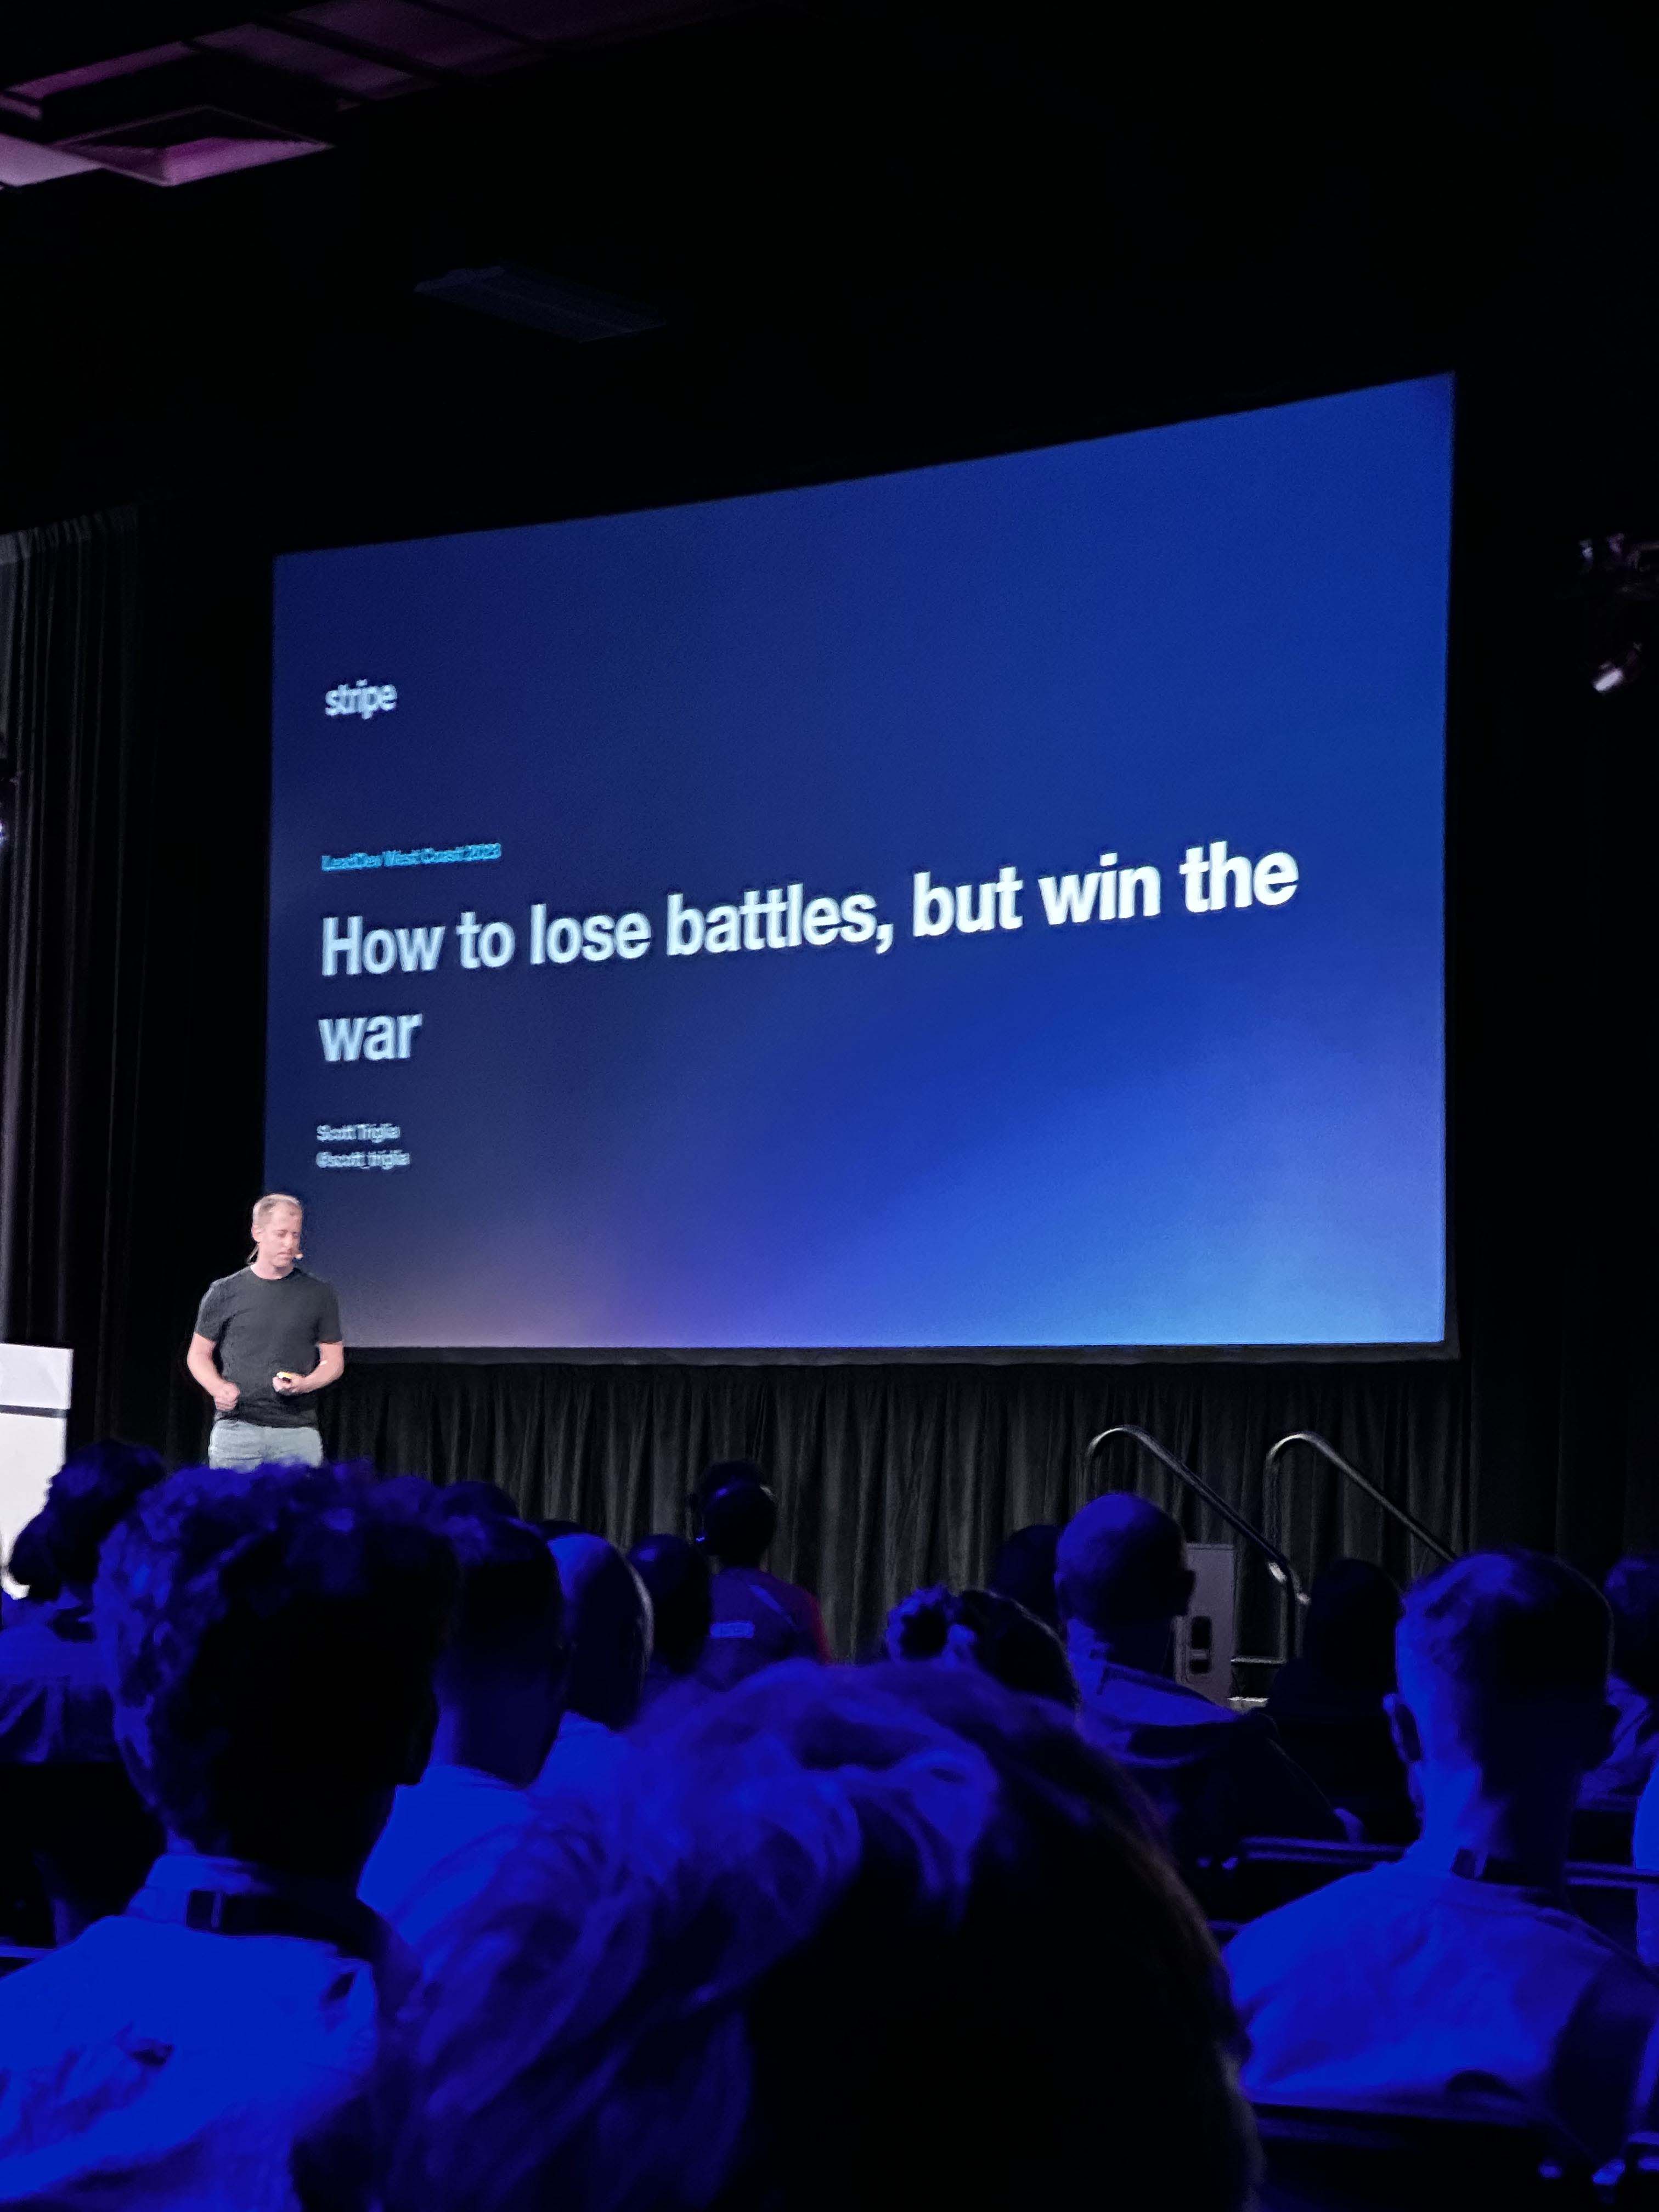 stripe
LeadDev West Coast 2023
How to lose battles, but win the
war
Scott Triglia
@scott_triglia